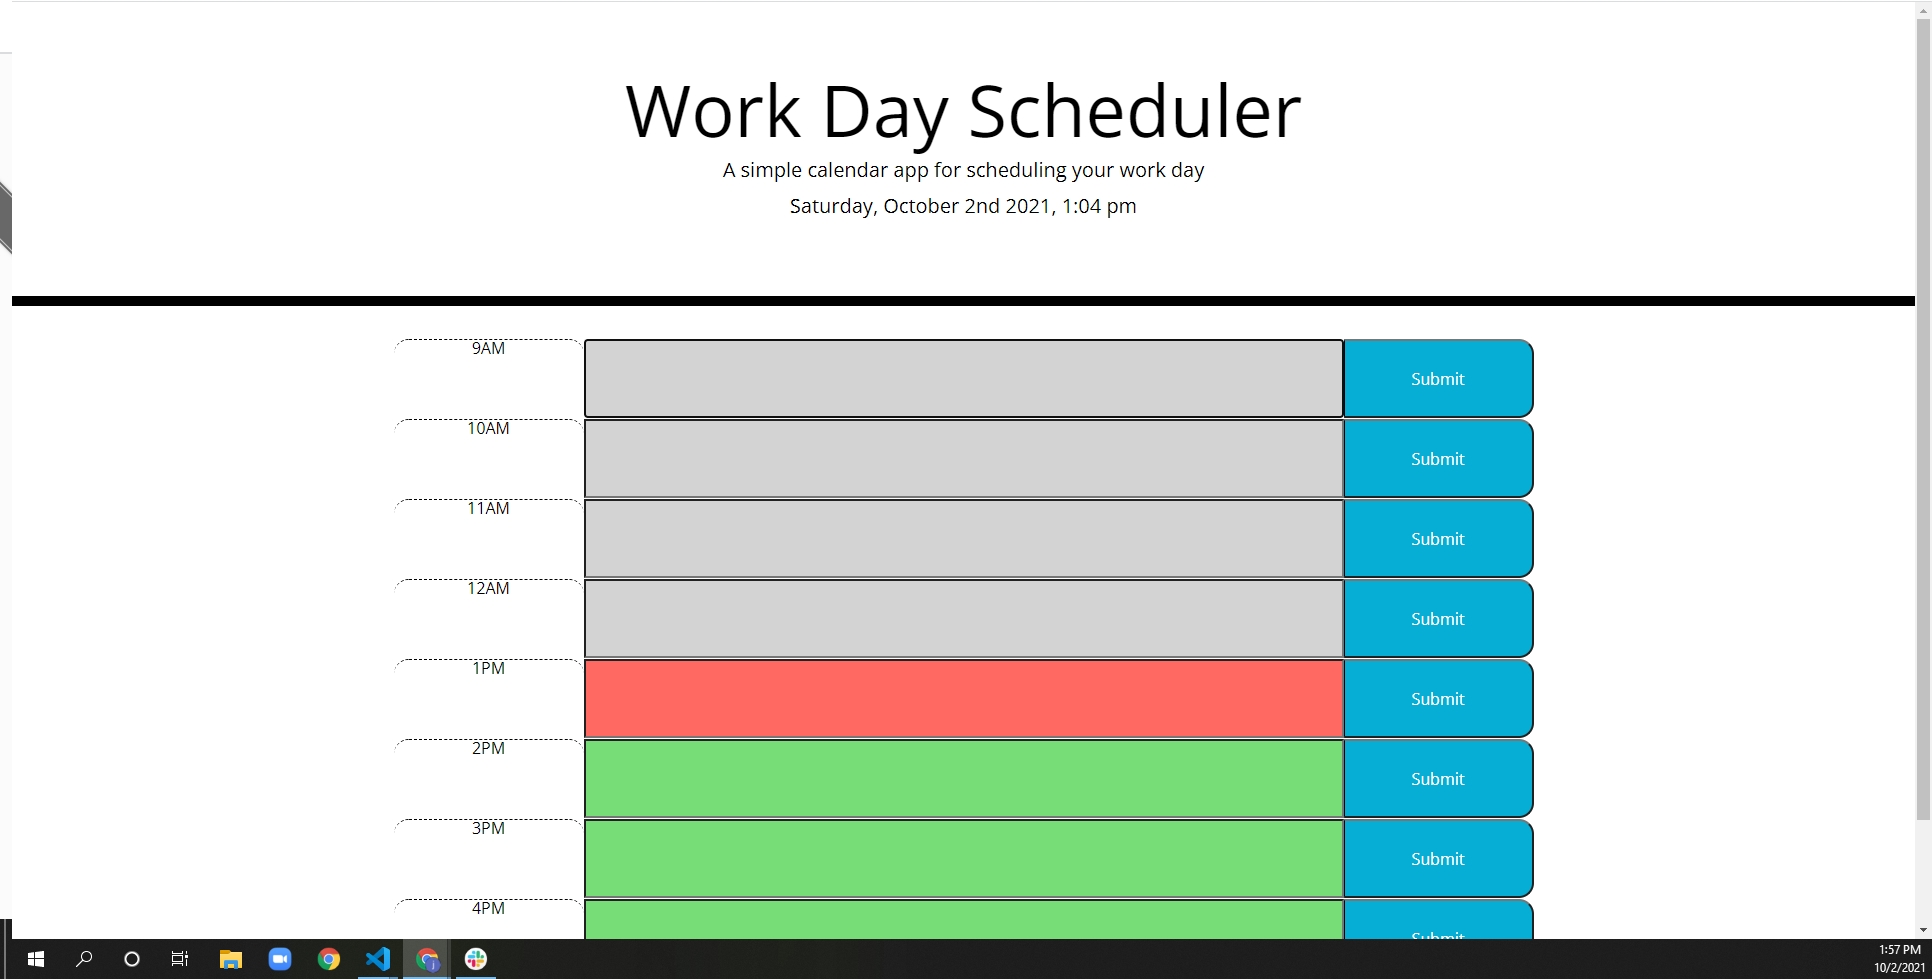 Work Day Scheduler
A simple calendar app for scheduling your work day
Saturday, October 2nd 2021, 1:04 pm
9AM
Submit
10AM
Submit
11AM
Submit
12AM
Submit
1PM
Submit
2PM
Submit
3PM
Submit
4PM
Submit
1:57 PM
10/2/2021